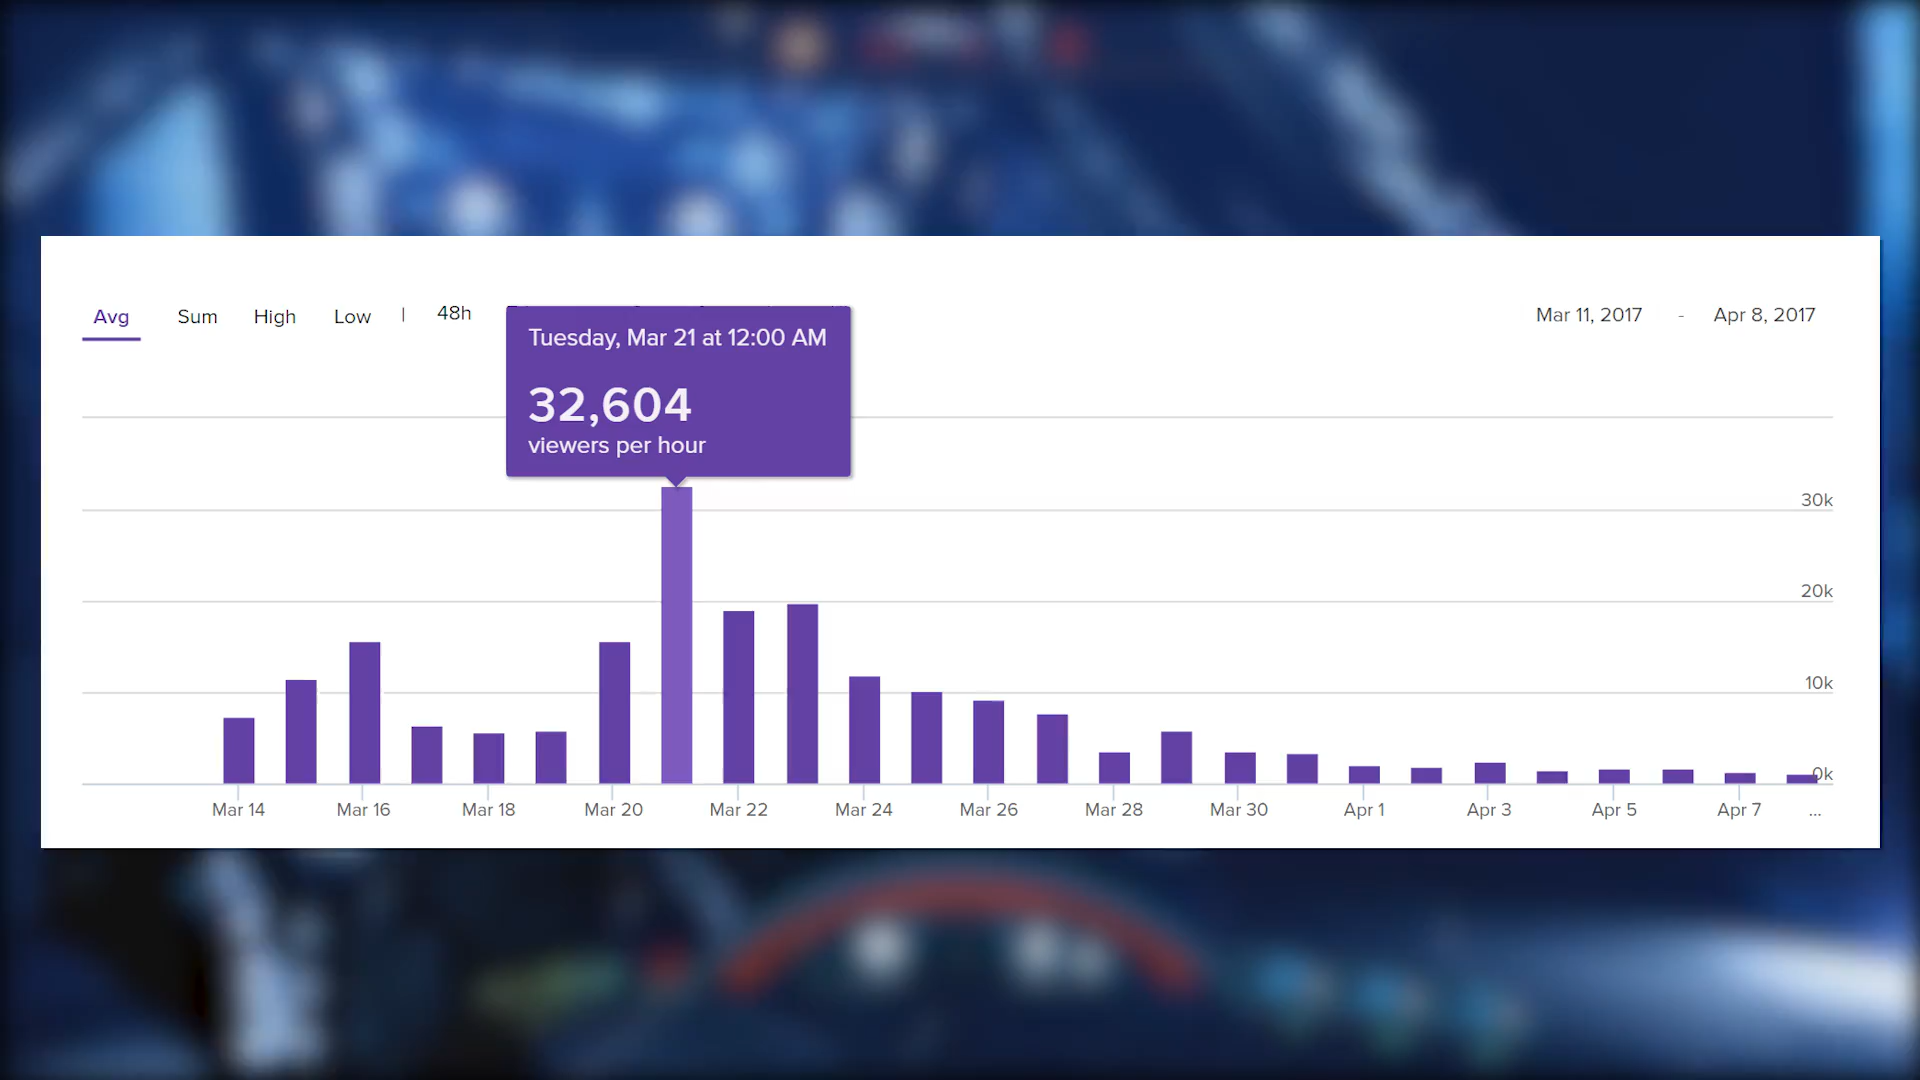 Avg Sum High Low | 48h
Mar 11, 2017 - Apr 8, 2017
Tuesday, Mar 21 at 12:00 AM
32,604
viewers per hour
30k
20k
10k
0k
Mar 14 Mar 16 Mar 18 Mar 20 Mar 22 Mar 24 Mar 26 Mar 28 Mar 30 Apr 1 Apr 3 Apr 5 Apr 7 ...